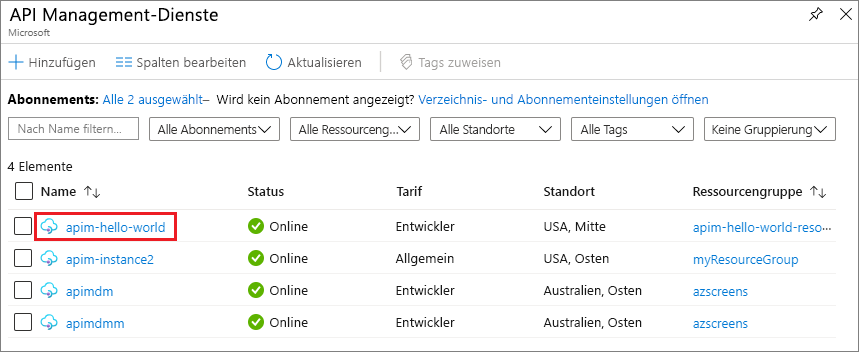 API Management-Dienste
Microsoft
Hinzufügen Spalten bearbeiten Aktualisieren Tags zuweisen
Abonnements: Alle 2 ausgewählt– Wird kein Abonnement angezeigt? Verzeichnis- und Abonnementeinstellungen öffnen
Nach Name filtern... Alle Abonnements Alle Ressourceng... Alle Standorte Alle Tags Keine Gruppierung
4 Elemente
Name Status Tarif Standort Ressourcengruppe
apim-hello-world Online Entwickler USA, Mitte apim-hello-world-reso...
apim-instance2 Online Allgemein USA, Osten myResourceGroup
apimdm Online Entwickler Australien, Osten azscreens
apimdmm Online Entwickler Australien, Osten azscreens